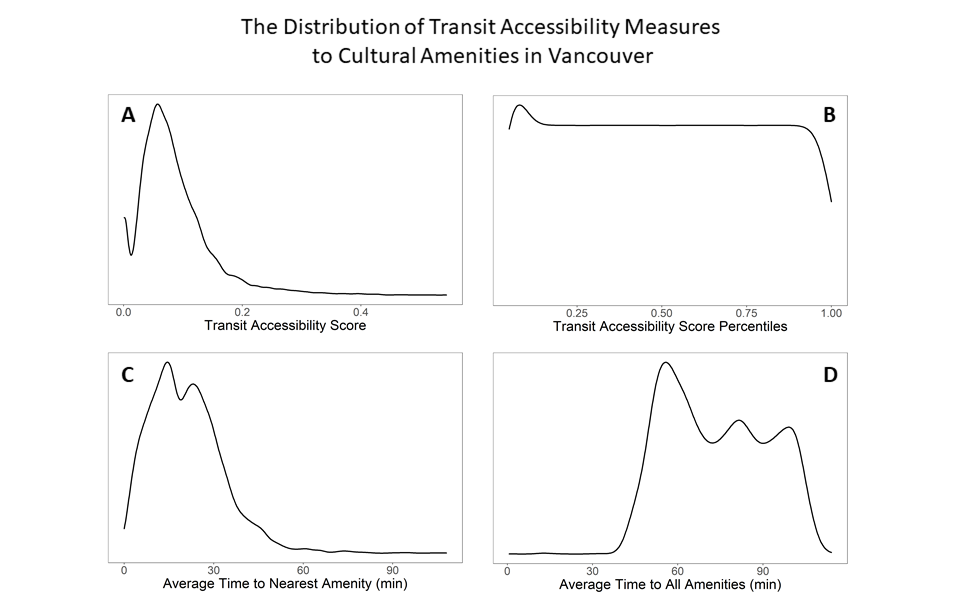 The Distribution of Transit Accessibility Measures
to Cultural Amenities in Vancouver
A
0.0 0.2 0.4
Transit Accessibility Score
B
0.25 0.50 0.75 1.00
Transit Accessibility Score Percentiles
C
0 30 60 90
Average Time to Nearest Amenity (min)
D
0 30 60 90
Average Time to All Amenities (min)